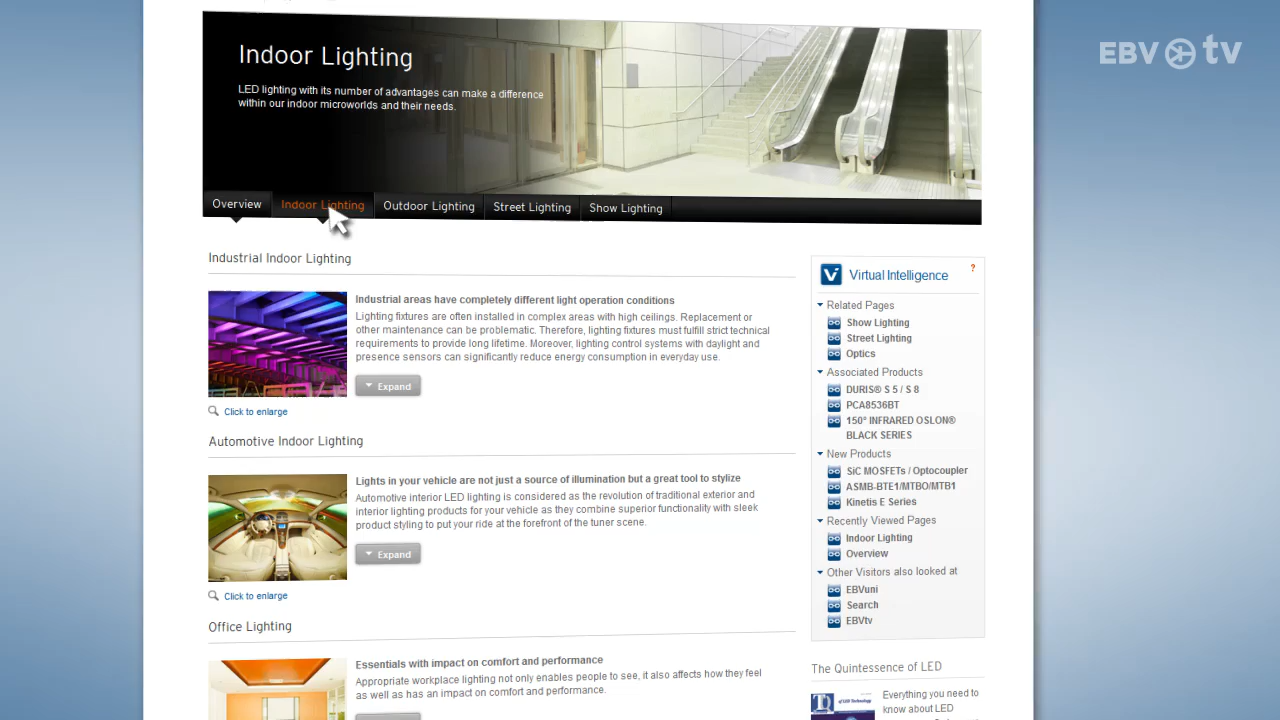 EBV tv
Indoor Lighting
LED lighting with its number of advantages can make a difference
within our indoor microworlds and their needs.
Overview
Indoor Lighting
Outdoor Lighting
Street Lighting
Show Lighting
Industrial Indoor Lighting
Industrial areas have completely different light operation conditions
Lighting fixtures are often installed in complex areas with high ceilings. Replacement or
other maintenance can be problematic. Therefore, lighting fixtures must fulfill strict technical
requirements to provide long lifetime. Moreover, lighting control systems with daylight and
presence sensors can significantly reduce energy consumption in everyday use.
Expand
Click to enlarge
Automotive Indoor Lighting
Lights in your vehicle are not just a source of illumination but a great tool to stylize
Automotive interior LED lighting is considered as the revolution of traditional exterior and
interior lighting products for your vehicle as they combine superior functionality with sleek
product styling to put your ride at the forefront of the tuner scene.
Expand
Click to enlarge
Office Lighting
Essentials with impact on comfort and performance
Appropriate workplace lighting not only enables people to see, it also affects how they feel
as well as has an impact on comfort and performance.
Virtual Intelligence
?
Related Pages
Show Lighting
Street Lighting
Optics
Associated Products
DURIS® S 5 / S 8
PCA8536BT
150° INFRARED OSLON®
BLACK SERIES
New Products
SiC MOSFETs / Optocoupler
ASMB-BTE1/MTBO/MTB1
Kinetis E Series
Recently Viewed Pages
Indoor Lighting
Overview
Other Visitors also looked at
EBVuni
Search
EBVtv
The Quintessence of LED
TQ
of LED Technology
Everything you need to
know about LED